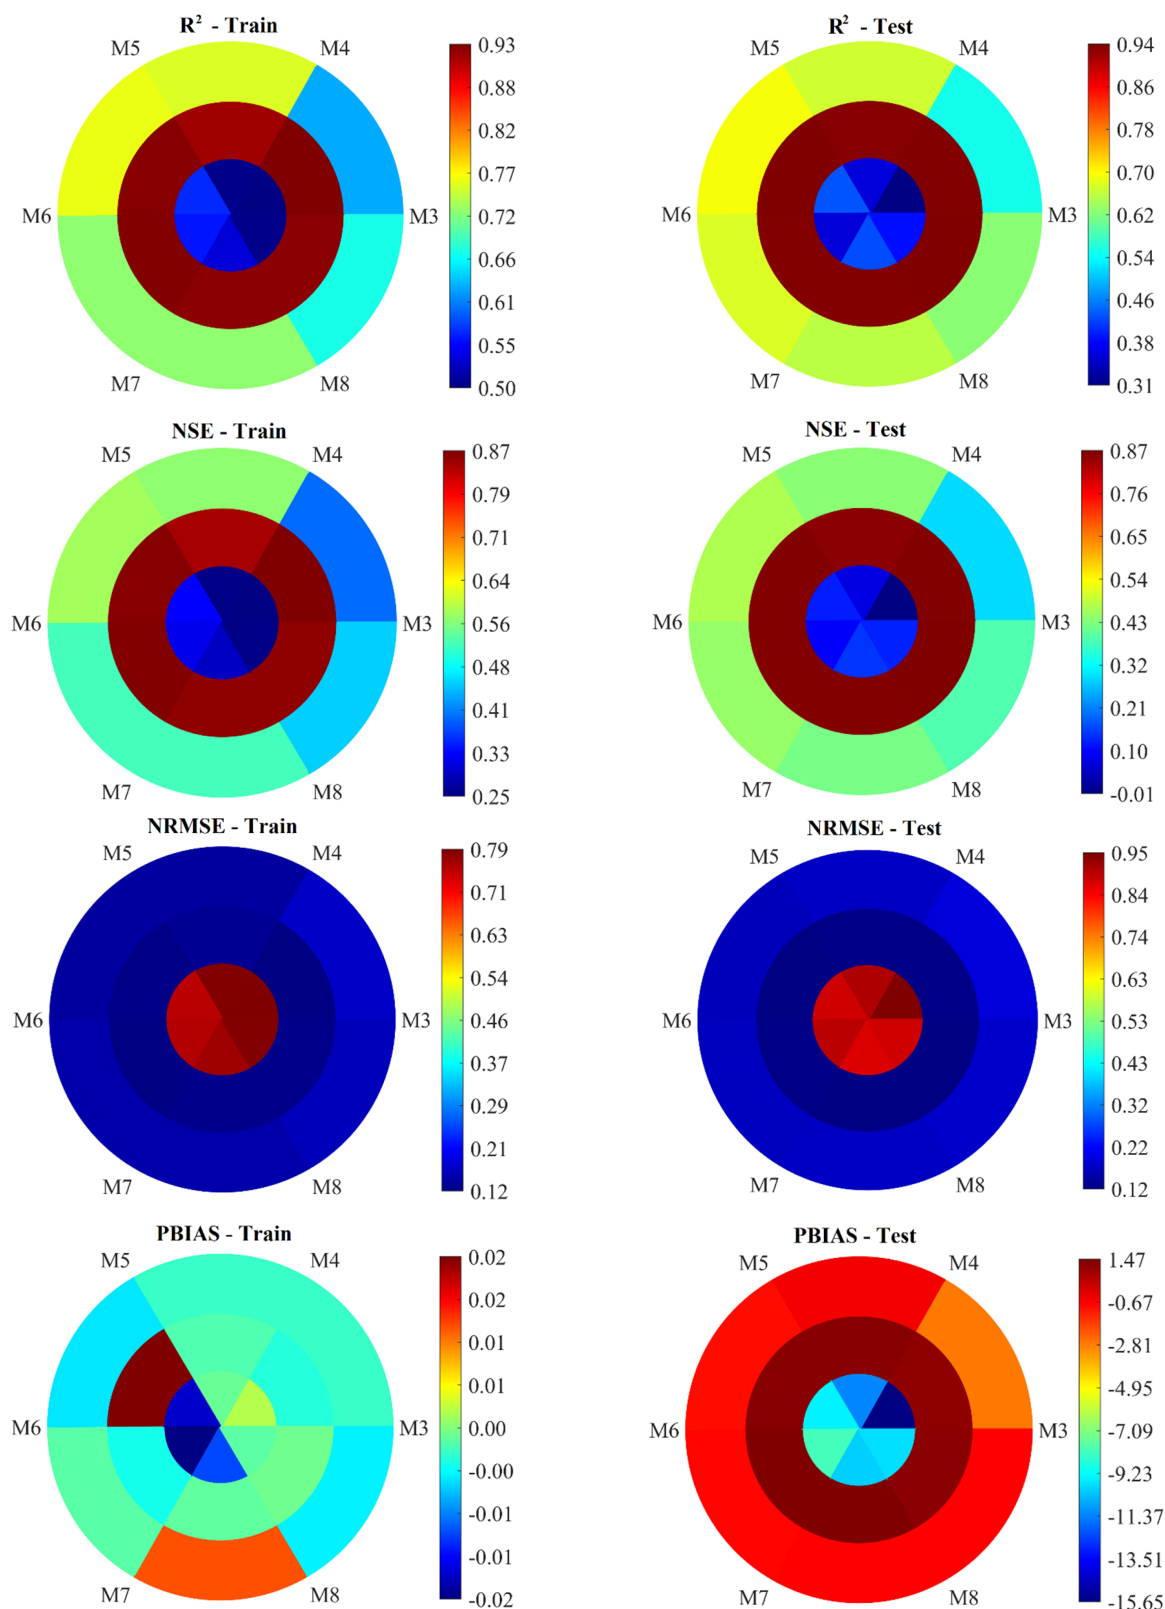 R² - Train
M5
M4
M6
M3
M7
M8
0.93
0.88
0.82
0.77
0.72
0.66
0.61
0.55
0.50
R² - Test
M5
M4
M6
M3
M7
M8
0.94
0.86
0.78
0.70
0.62
0.54
0.46
0.38
0.31
NSE - Train
M5
M4
M6
M3
M7
M8
0.87
0.79
0.71
0.64
0.56
0.48
0.41
0.33
0.25
NSE - Test
M5
M4
M6
M3
M7
M8
0.87
0.76
0.65
0.54
0.43
0.32
0.21
0.10
-0.01
NRMSE - Train
M5
M4
M6
M3
M7
M8
0.79
0.71
0.63
0.54
0.46
0.37
0.29
0.21
0.12
NRMSE - Test
M5
M4
M6
M3
M7
M8
0.95
0.84
0.74
0.63
0.53
0.43
0.32
0.22
0.12
PBIAS - Train
M5
M4
M6
M3
M7
M8
0.02
0.02
0.01
0.01
0.00
-0.00
-0.01
-0.01
-0.02
PBIAS - Test
M5
M4
M6
M3
M7
M8
1.47
-0.67
-2.81
-4.95
-7.09
-9.23
-11.37
-13.51
-15.65